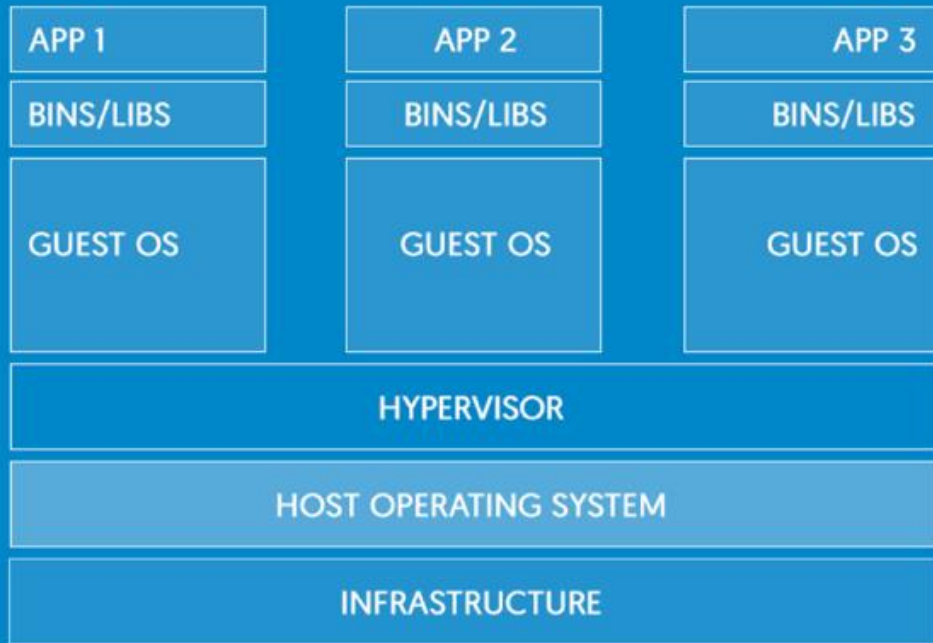 APP 1
APP 2
APP 3
BINS/LIBS
BINS/LIBS
BINS/LIBS
GUEST OS
GUEST OS
GUEST OS
HYPERVISOR
HOST OPERATING SYSTEM
INFRASTRUCTURE